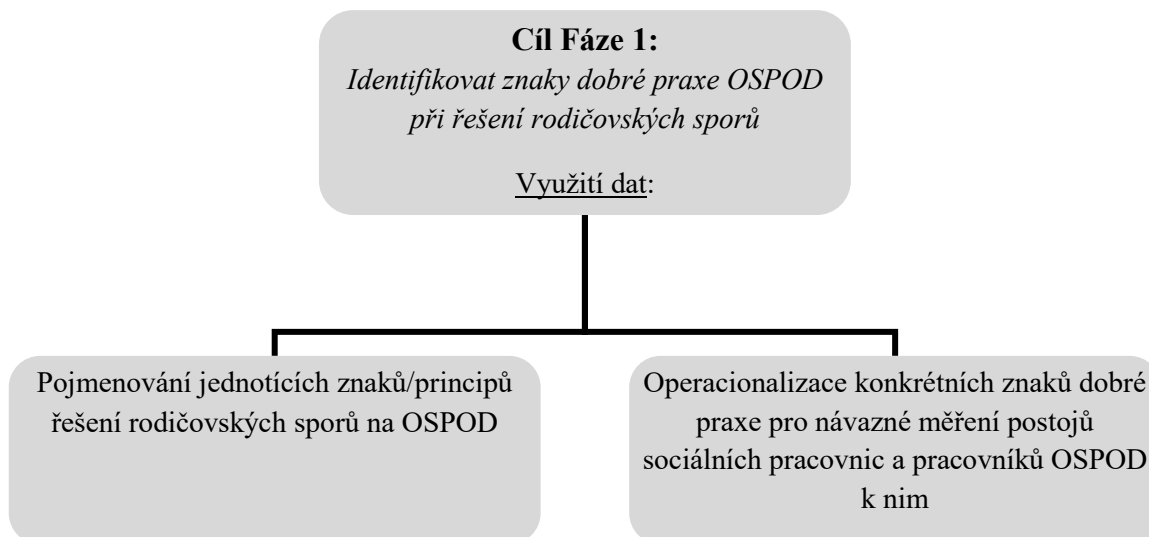 Cíl Fáze 1:
Identifikovat znaky dobré praxe OSPOD
při řešení rodičovských sporů
Využití dat:
Pojmenování jednotících znaků/principů
řešení rodičovských sporů na OSPOD
Operacionalizace konkrétních znaků dobré
praxe pro návazné měření postojů
sociálních pracovnic a pracovníků OSPOD
k nim